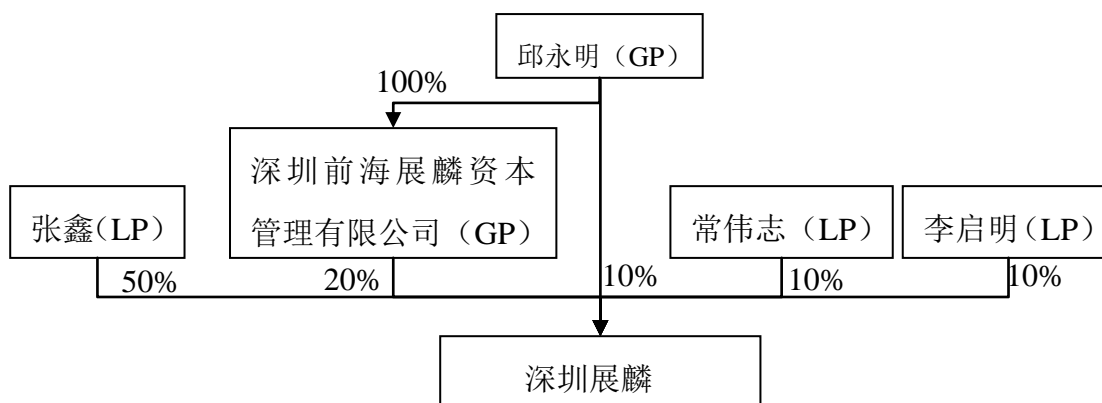 邱永明（GP）
100%
深圳前海展麟资本
管理有限公司（GP）
张鑫（LP）
常伟志（LP）
李启明（LP）
50%
20%
10%
10%
10%
深圳展麟